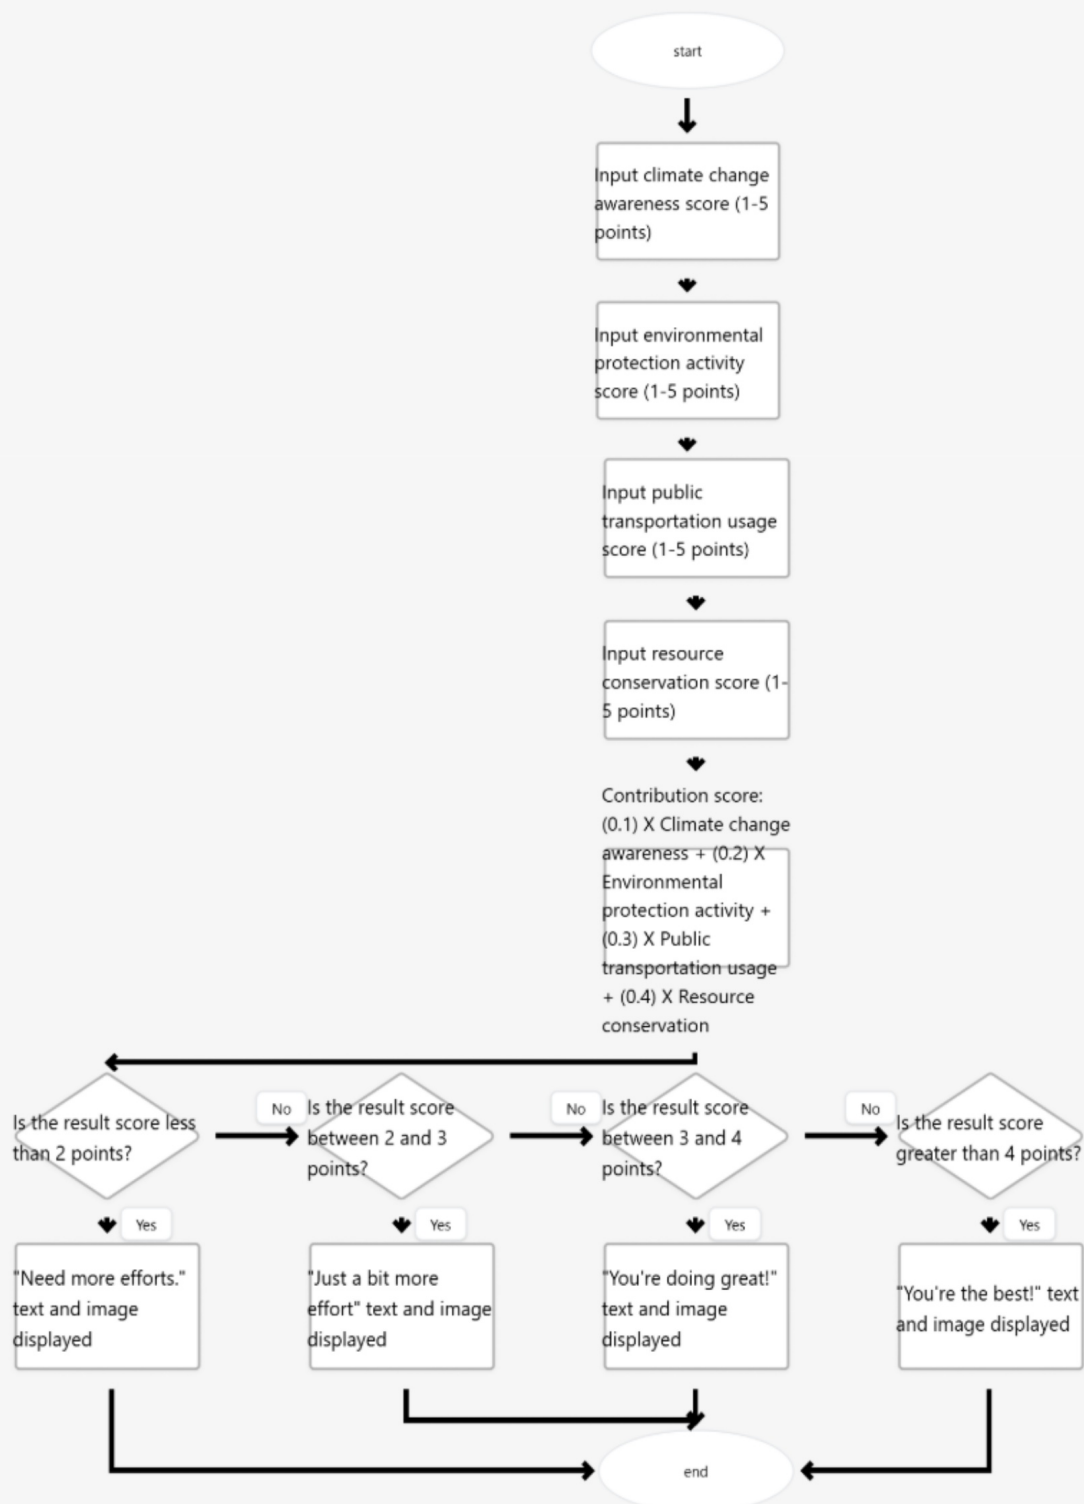 start
Input climate change
awareness score (1-5
points)
Input environmental
protection activity
score (1-5 points)
Input public
transportation usage
score (1-5 points)
Input resource
conservation score (1-
5 points)
Contribution score:
(0.1) X Climate change
awareness + (0.2) X
Environmental
protection activity +
(0.3) X Public
transportation usage
+ (0.4) X Resource
conservation
Is the result score less
than 2 points?
No
Is the result score
between 2 and 3
points?
No
Is the result score
between 3 and 4
points?
No
Is the result score
greater than 4 points?
Yes
Yes
Yes
Yes
"Need more efforts."
text and image
displayed
"Just a bit more
effort" text and image
displayed
"You're doing great!"
text and image
displayed
"You're the best!" text
and image displayed
end